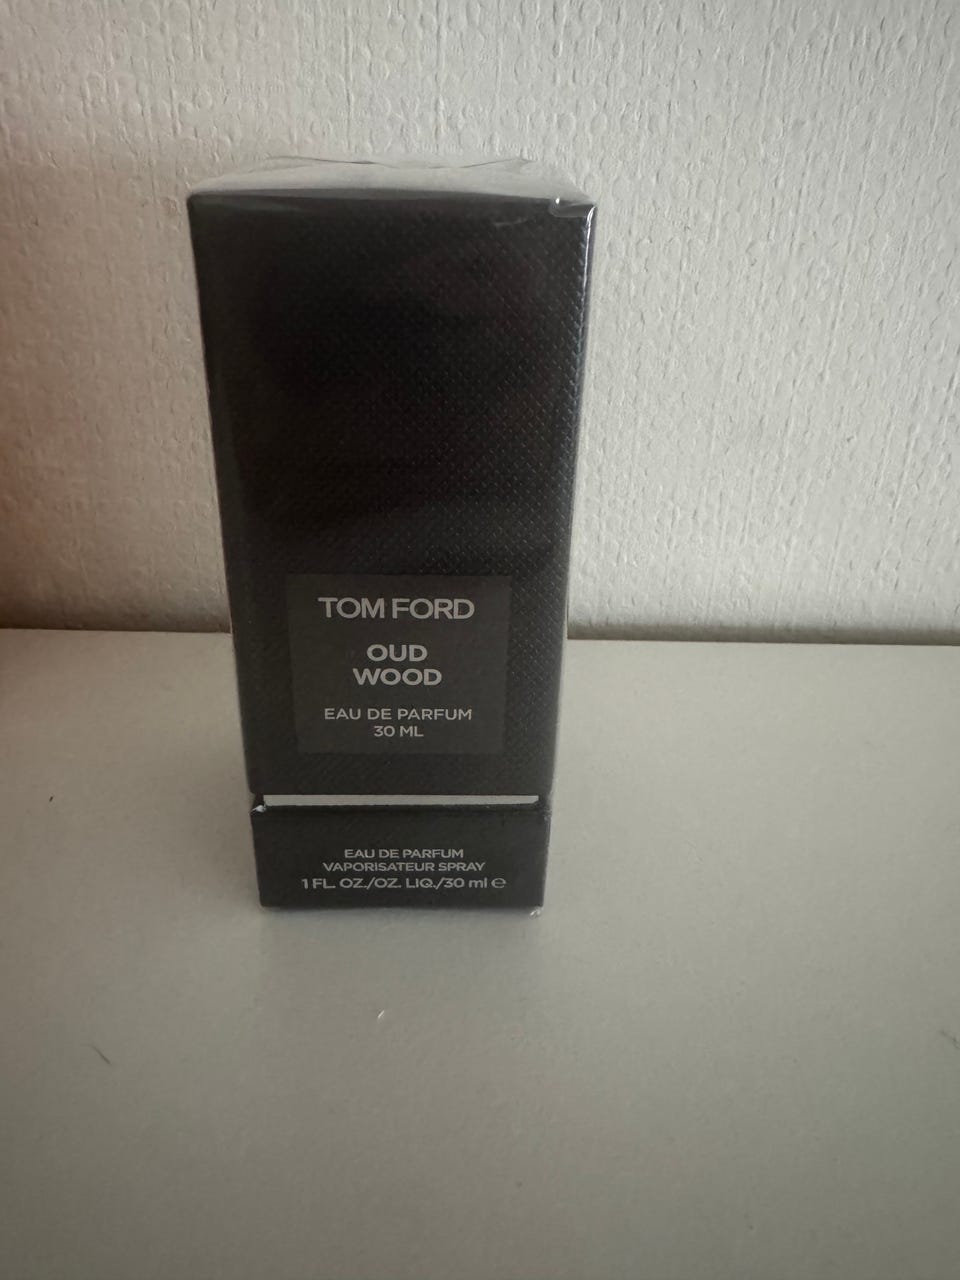 TOM FORD
OUD
WOOD
EAU DE PARFUM
30 ML
EAU DE PARFUM
VAPORISATEUR SPRAY
1 FL. OZ./OZ. LIQ./30 ml ℮